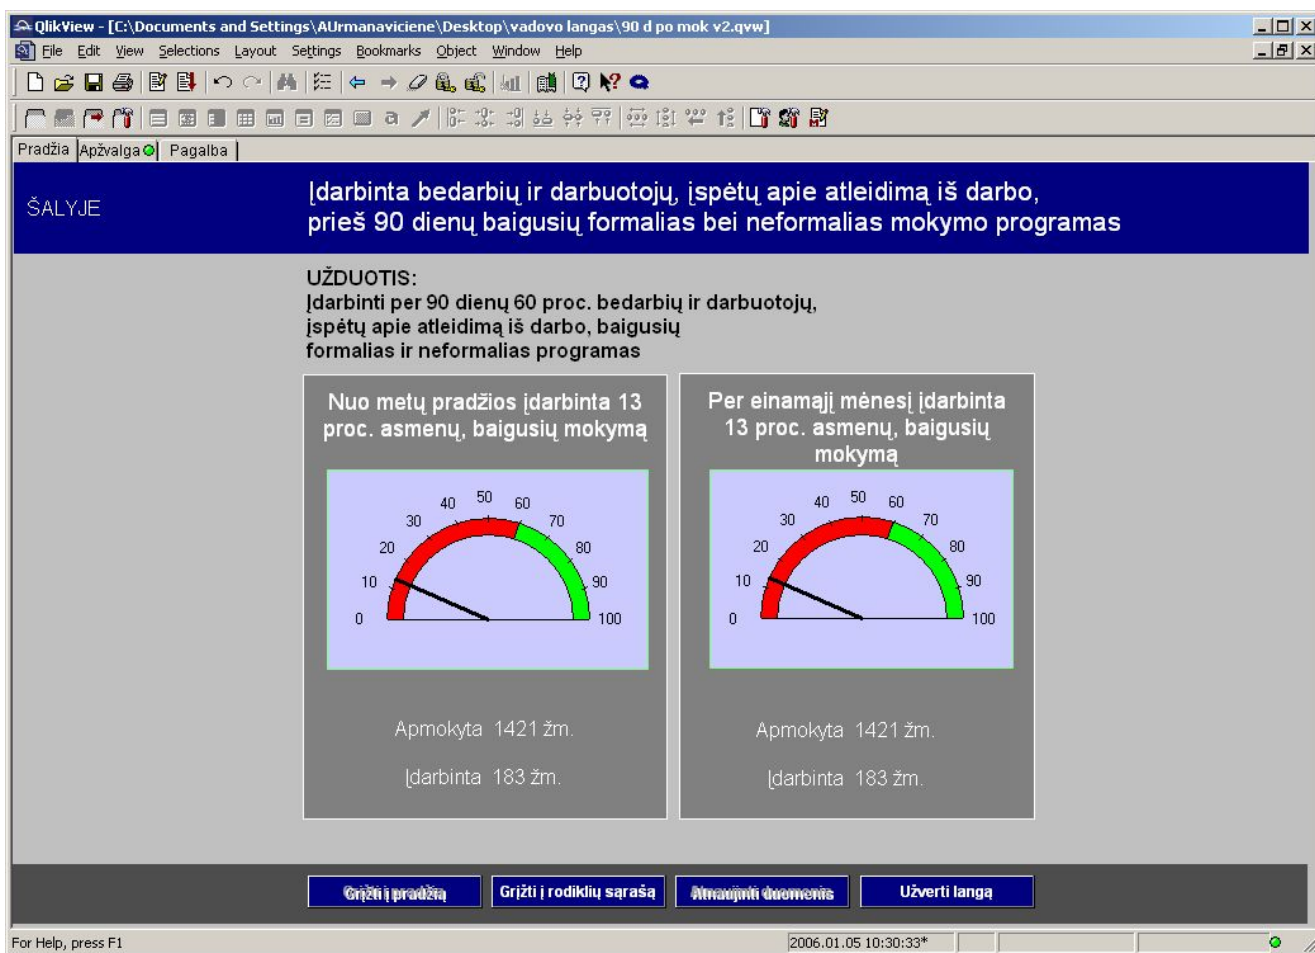 QlikView - [C:\Documents and Settings\AUrmanaviciene\Desktop\vadovo langas\90 d po mok v2.qvw]
File Edit View Selections Layout Settings Bookmarks Object Window Help
Pradžia Apžvalga Pagalba
ŠALYJE
Įdarbinta bedarbių ir darbuotojų, įspėtų apie atleidimą iš darbo,
prieš 90 dienų baigusių formalias bei neformalias mokymo programas
UŽDUOTIS:
Įdarbinti per 90 dienų 60 proc. bedarbių ir darbuotojų,
įspėtų apie atleidimą iš darbo, baigusių
formalias ir neformalias programas
Nuo metų pradžios įdarbinta 13
proc. asmenų, baigusių mokymą
0 10 20 30 40 50 60 70 80 90 100
Apmokyta 1421 žm.
Įdarbinta 183 žm.
Per einamąjį mėnesį įdarbinta
13 proc. asmenų, baigusių
mokymą
0 10 20 30 40 50 60 70 80 90 100
Apmokyta 1421 žm.
Įdarbinta 183 žm.
Grįžti į pradžią Grįžti į rodiklių sąrašą Atnaujinti duomenis Užverti langą
For Help, press F1 2006.01.05 10:30:33*